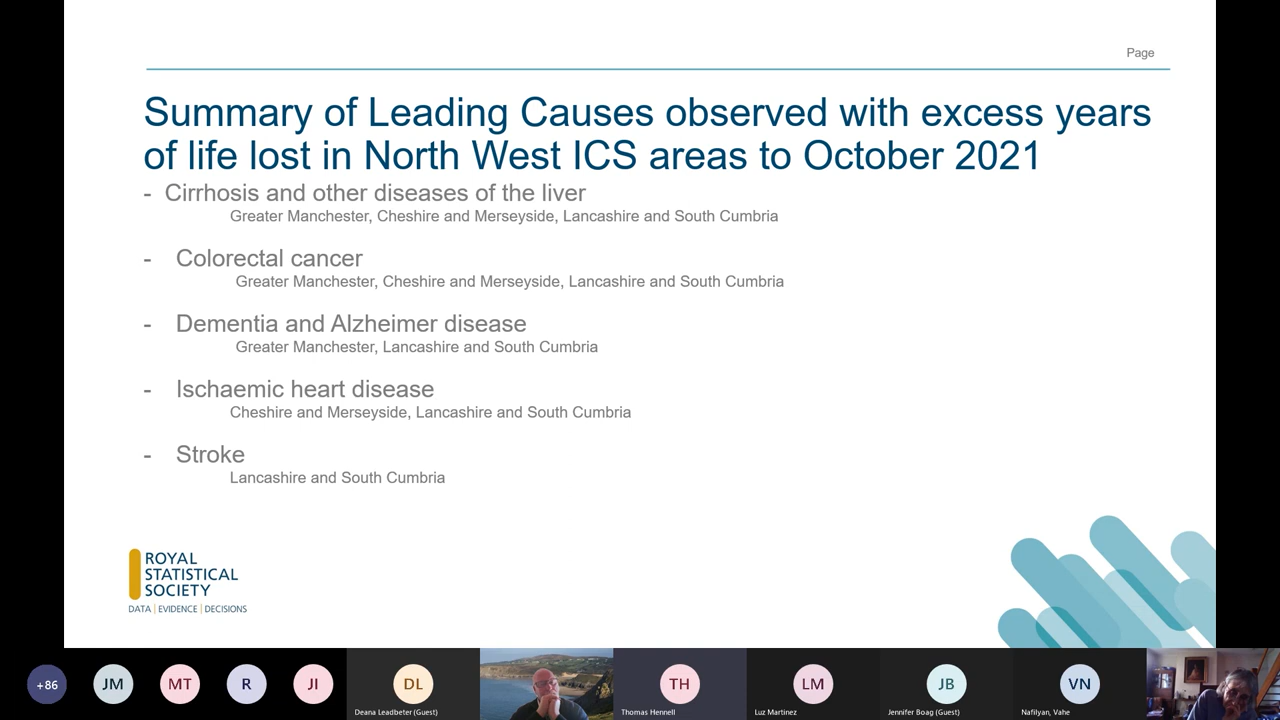 Page
Summary of Leading Causes observed with excess years
of life lost in North West ICS areas to October 2021
- Cirrhosis and other diseases of the liver
Greater Manchester, Cheshire and Merseyside, Lancashire and South Cumbria
- Colorectal cancer
Greater Manchester, Cheshire and Merseyside, Lancashire and South Cumbria
- Dementia and Alzheimer disease
Greater Manchester, Lancashire and South Cumbria
- Ischaemic heart disease
Cheshire and Merseyside, Lancashire and South Cumbria
- Stroke
Lancashire and South Cumbria
ROYAL
STATISTICAL
SOCIETY
DATA | EVIDENCE | DECISIONS
+86 JM MT R JI DL TH LM JB VN
Deana Leadbeter (Guest) Thomas Hennell Luz Martinez Jennifer Boag (Guest) Nafilyan, Vahe